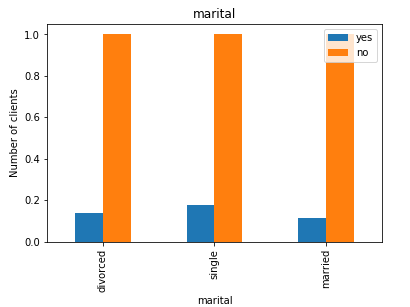 marital
yes
no
Number of clients
1.0
0.8
0.6
0.4
0.2
0.0
divorced
single
married
marital